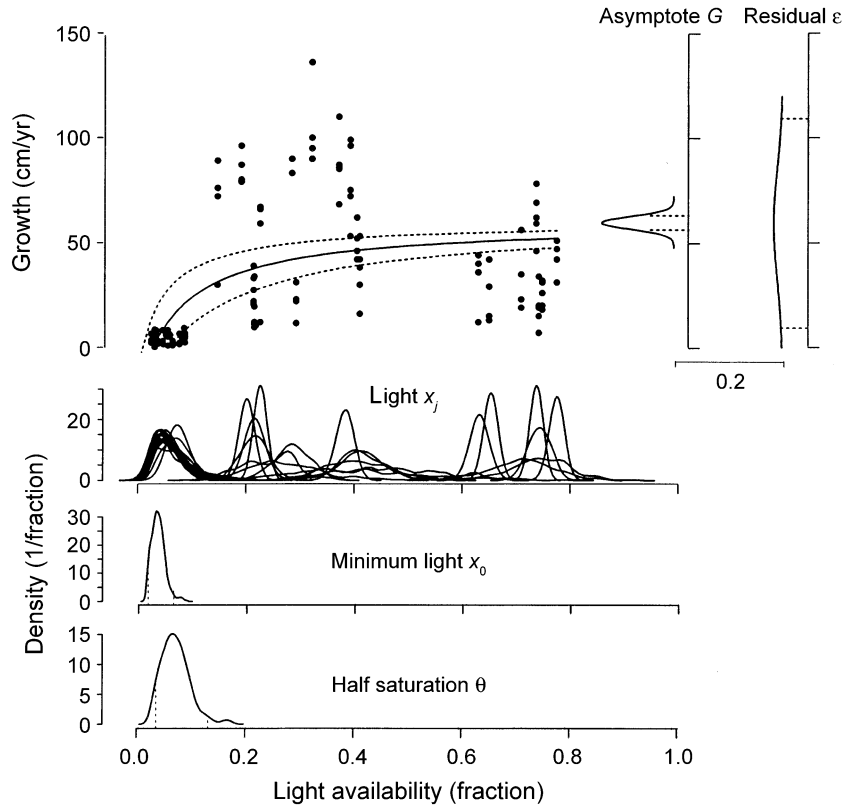 Asymptote G Residual ε
150
100
50
0
Growth (cm/yr)
0.2
Light xj
20
0
30
20
10
0
Minimum light x0
Density (1/fraction)
15
10
5
0
Half saturation θ
0.0 0.2 0.4 0.6 0.8 1.0
Light availability (fraction)